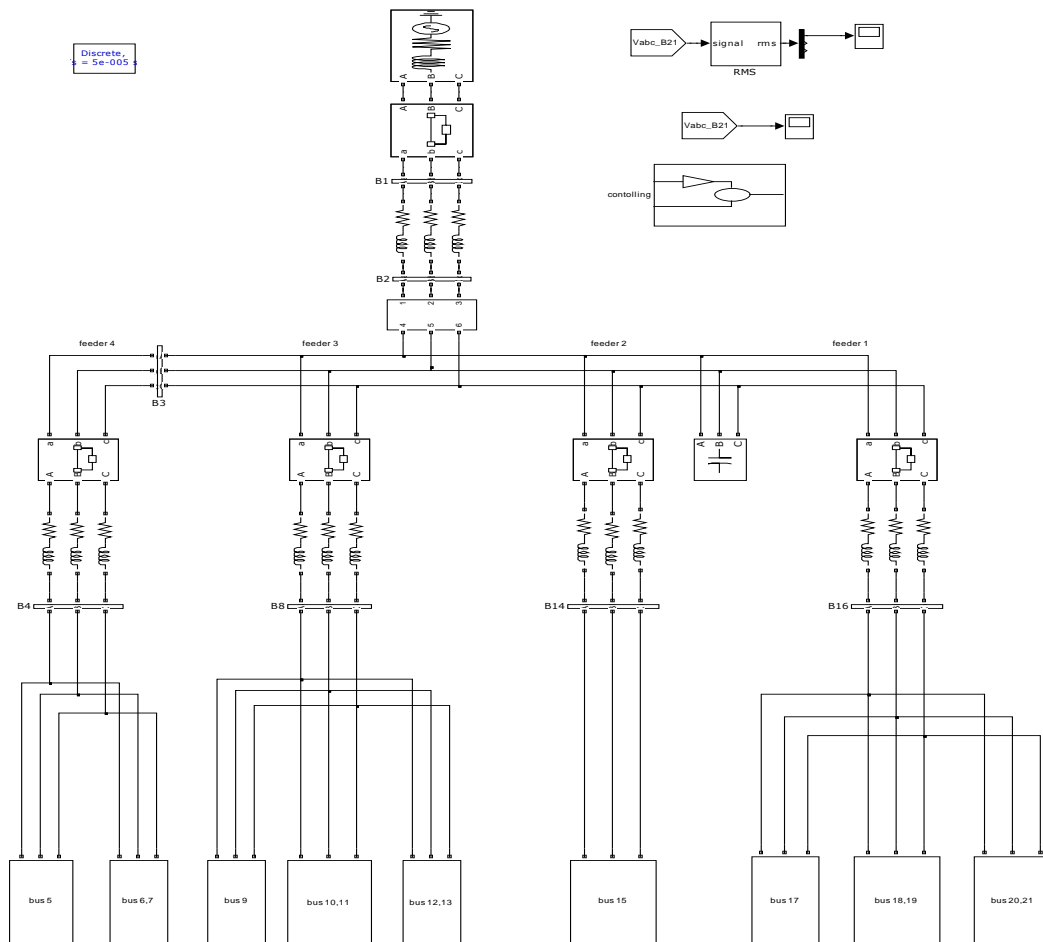 Discrete,
s = 5e-005 s
Vabc_B21
signal rms
RMS
A B C
A B C
Vabc_B21
a b c
B1
contolling
B2
1 2 3
4 5 6
feeder 4 feeder 3 feeder 2 feeder 1
B3
a b c a b c A B C a b c
a b c
A B C A B C A B C A B C
B4 B8 B14 B16
bus 5 bus 6,7 bus 9 bus 10,11 bus 12,13 bus 15 bus 17 bus 18,19 bus 20,21